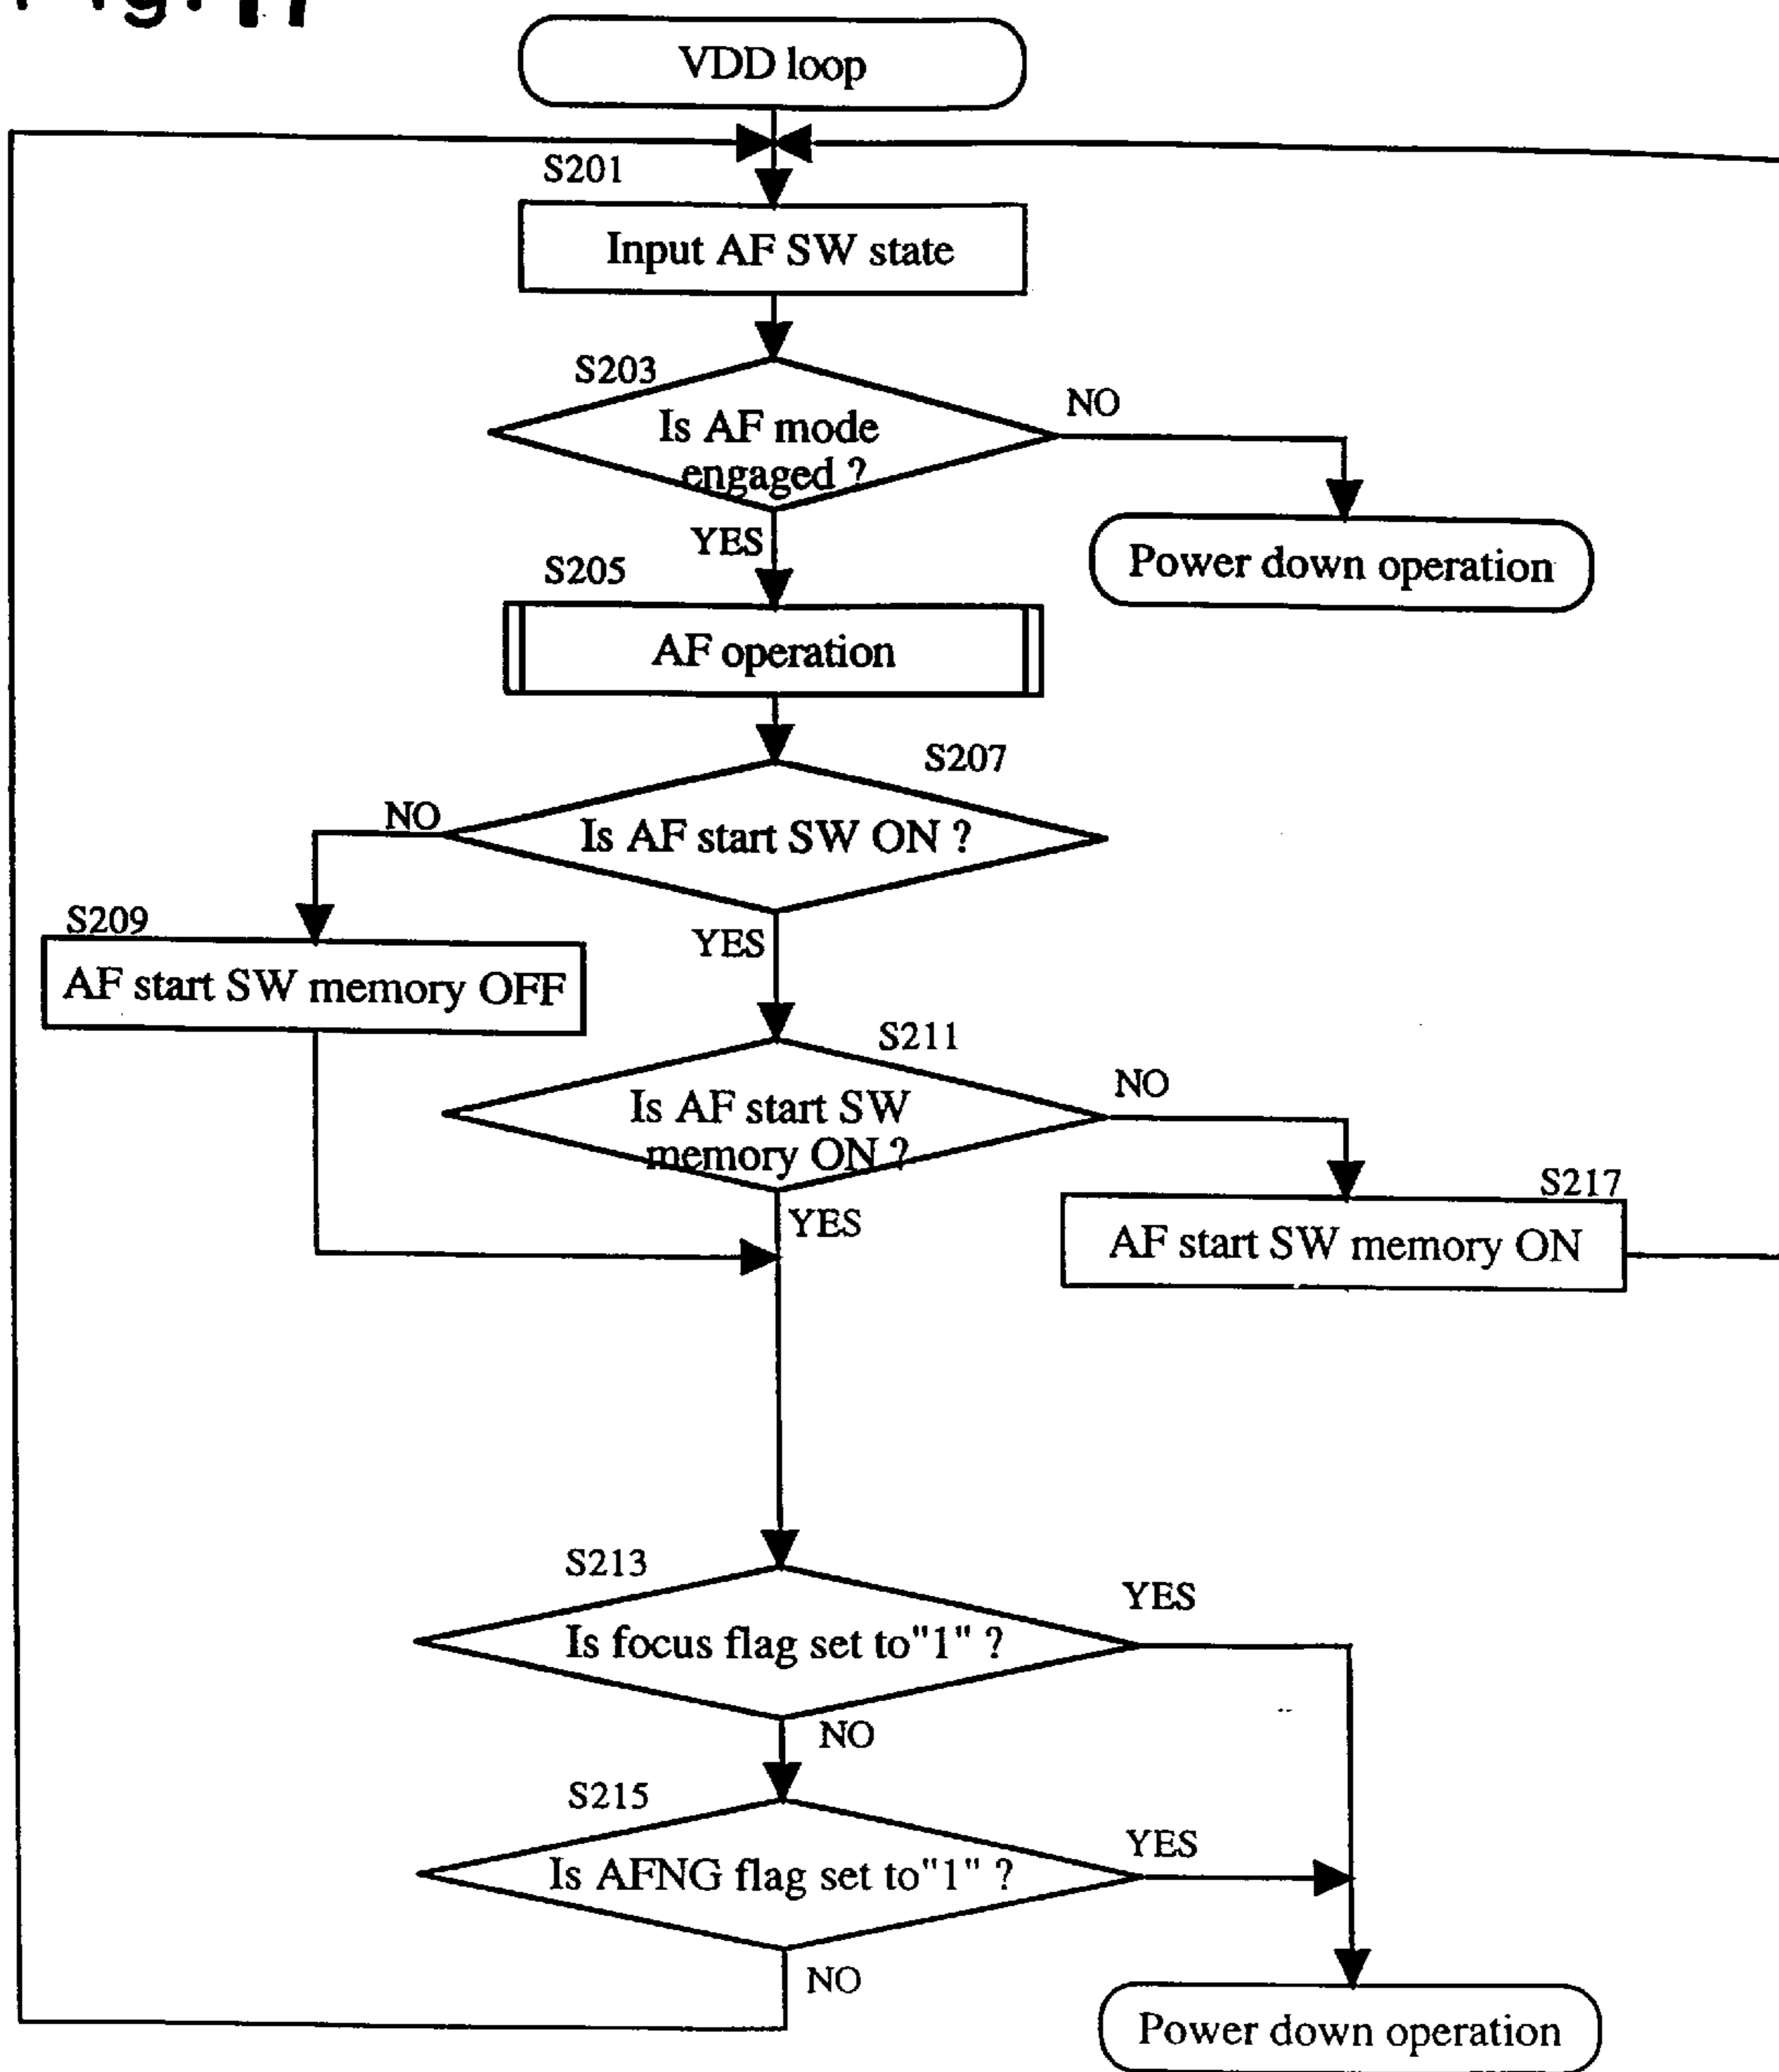 VDD loop
S201
Input AF SW state
S203
Is AF mode
engaged ?
NO
YES
Power down operation
S205
AF operation
S207
Is AF start SW ON ?
NO
YES
S209
AF start SW memory OFF
S211
Is AF start SW
memory ON ?
NO
YES
S217
AF start SW memory ON
S213
Is focus flag set to"1" ?
YES
NO
S215
Is AFNG flag set to"1" ?
YES
NO
Power down operation